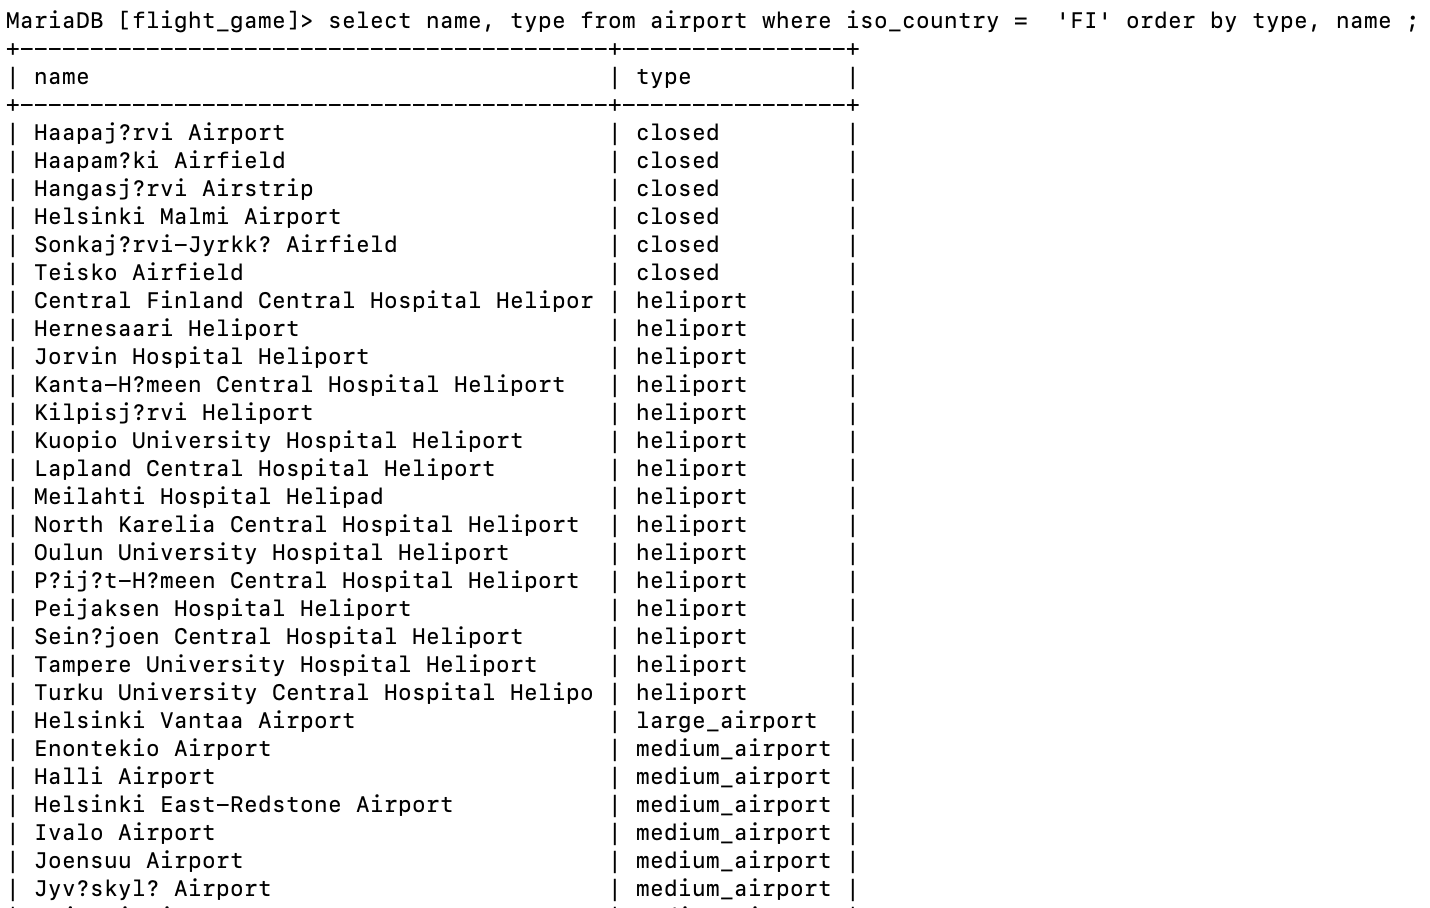 MariaDB [flight_game]> select name, type from airport where iso_country =  'FI' order by type, name ;
+------------------------------------------+----------------+
| name                                     | type           |
+------------------------------------------+----------------+
| Haapaj?rvi Airport                       | closed         |
| Haapam?ki Airfield                       | closed         |
| Hangasj?rvi Airstrip                     | closed         |
| Helsinki Malmi Airport                   | closed         |
| Sonkaj?rvi-Jyrkk? Airfield               | closed         |
| Teisko Airfield                          | closed         |
| Central Finland Central Hospital Helipor | heliport       |
| Hernesaari Heliport                      | heliport       |
| Jorvin Hospital Heliport                 | heliport       |
| Kanta-H?meen Central Hospital Heliport   | heliport       |
| Kilpisj?rvi Heliport                     | heliport       |
| Kuopio University Hospital Heliport      | heliport       |
| Lapland Central Hospital Heliport        | heliport       |
| Meilahti Hospital Helipad                | heliport       |
| North Karelia Central Hospital Heliport  | heliport       |
| Oulun University Hospital Heliport       | heliport       |
| P?ij?t-H?meen Central Hospital Heliport  | heliport       |
| Peijaksen Hospital Heliport              | heliport       |
| Sein?joen Central Hospital Heliport      | heliport       |
| Tampere University Hospital Heliport     | heliport       |
| Turku University Central Hospital Helipo | heliport       |
| Helsinki Vantaa Airport                  | large_airport  |
| Enontekio Airport                        | medium_airport |
| Halli Airport                            | medium_airport |
| Helsinki East-Redstone Airport           | medium_airport |
| Ivalo Airport                            | medium_airport |
| Joensuu Airport                          | medium_airport |
| Jyv?skyl? Airport                        | medium_airport |